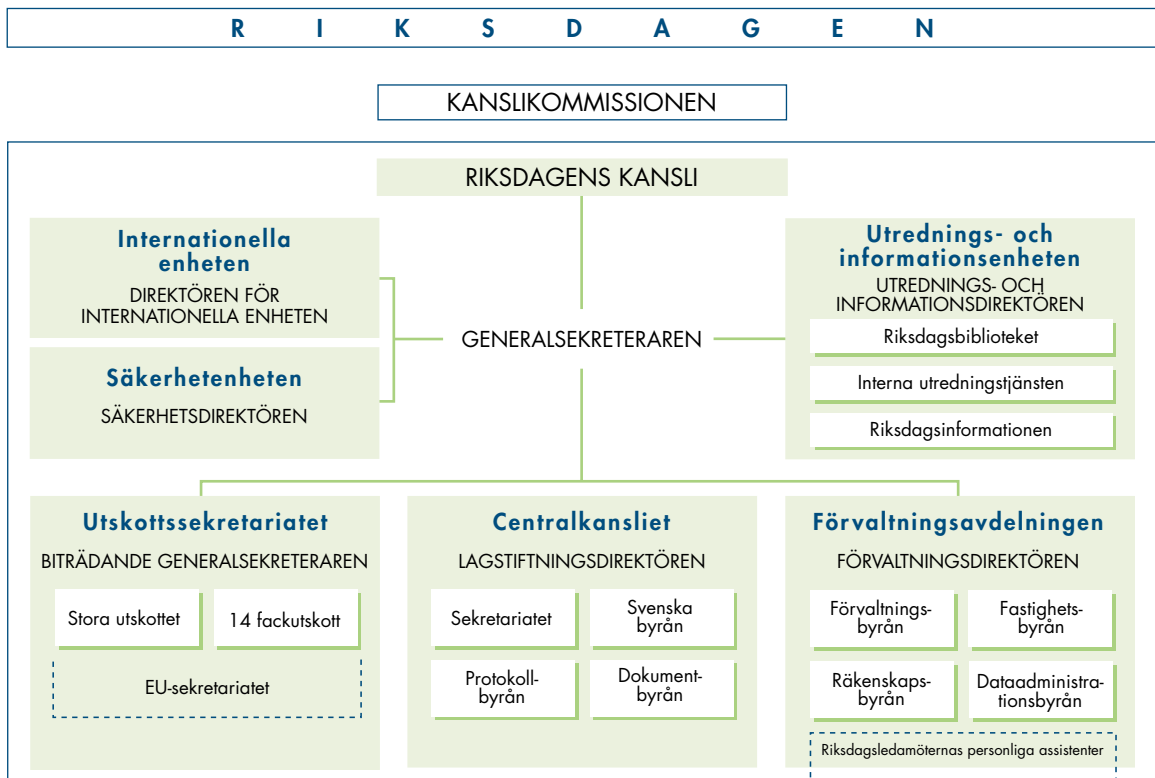 RIKSDAGEN
KANSLIKOMMISSIONEN
RIKSDAGENS KANSLI
Internationella
enheten
DIREKTÖREN FÖR
INTERNATIONELLA ENHETEN
Säkerhetenheten
SÄKERHETSDIREKTÖREN
GENERALSEKRETERAREN
Utrednings- och
informationsenheten
UTREDNINGS- OCH
INFORMATIONSDIREKTÖREN
Riksdagsbiblioteket
Interna utredningstjänsten
Riksdagsinformationen
Utskottssekretariatet
BITRÄDANDE GENERALSEKRETERAREN
Stora utskottet
14 fackutskott
EU-sekretariatet
Centralkansliet
LAGSTIFTNINGSDIREKTÖREN
Sekretariatet
Svenska
byrån
Protokoll-
byrån
Dokument-
byrån
Förvaltningsavdelningen
FÖRVALTNINGSDIREKTÖREN
Förvaltnings-
byrån
Fastighets-
byrån
Räkenskaps-
byrån
Dataadministra-
tionsbyrån
Riksdagsledamöternas personliga assistenter